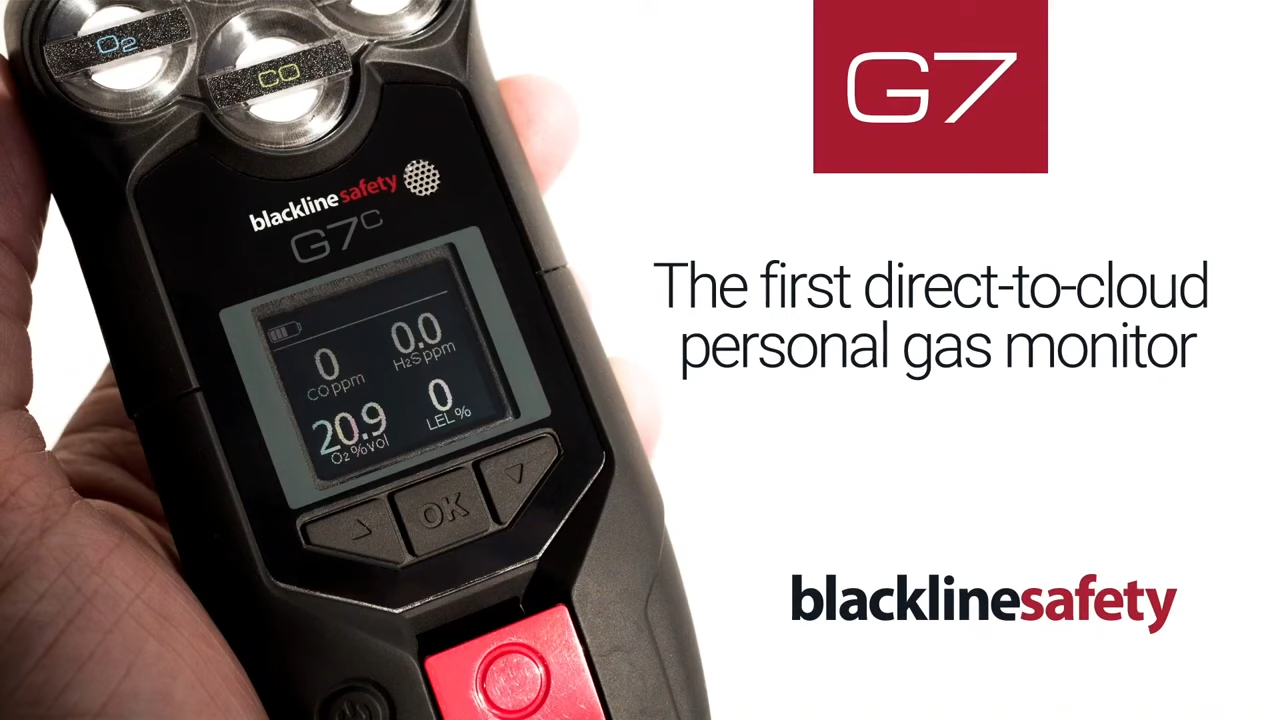 O2
CO
blacklinesafety
G7C
0
CO ppm
0.0
H2S ppm
20.9
O2 %vol
0
LEL %
OK
G7
The first direct-to-cloud
personal gas monitor
blacklinesafety